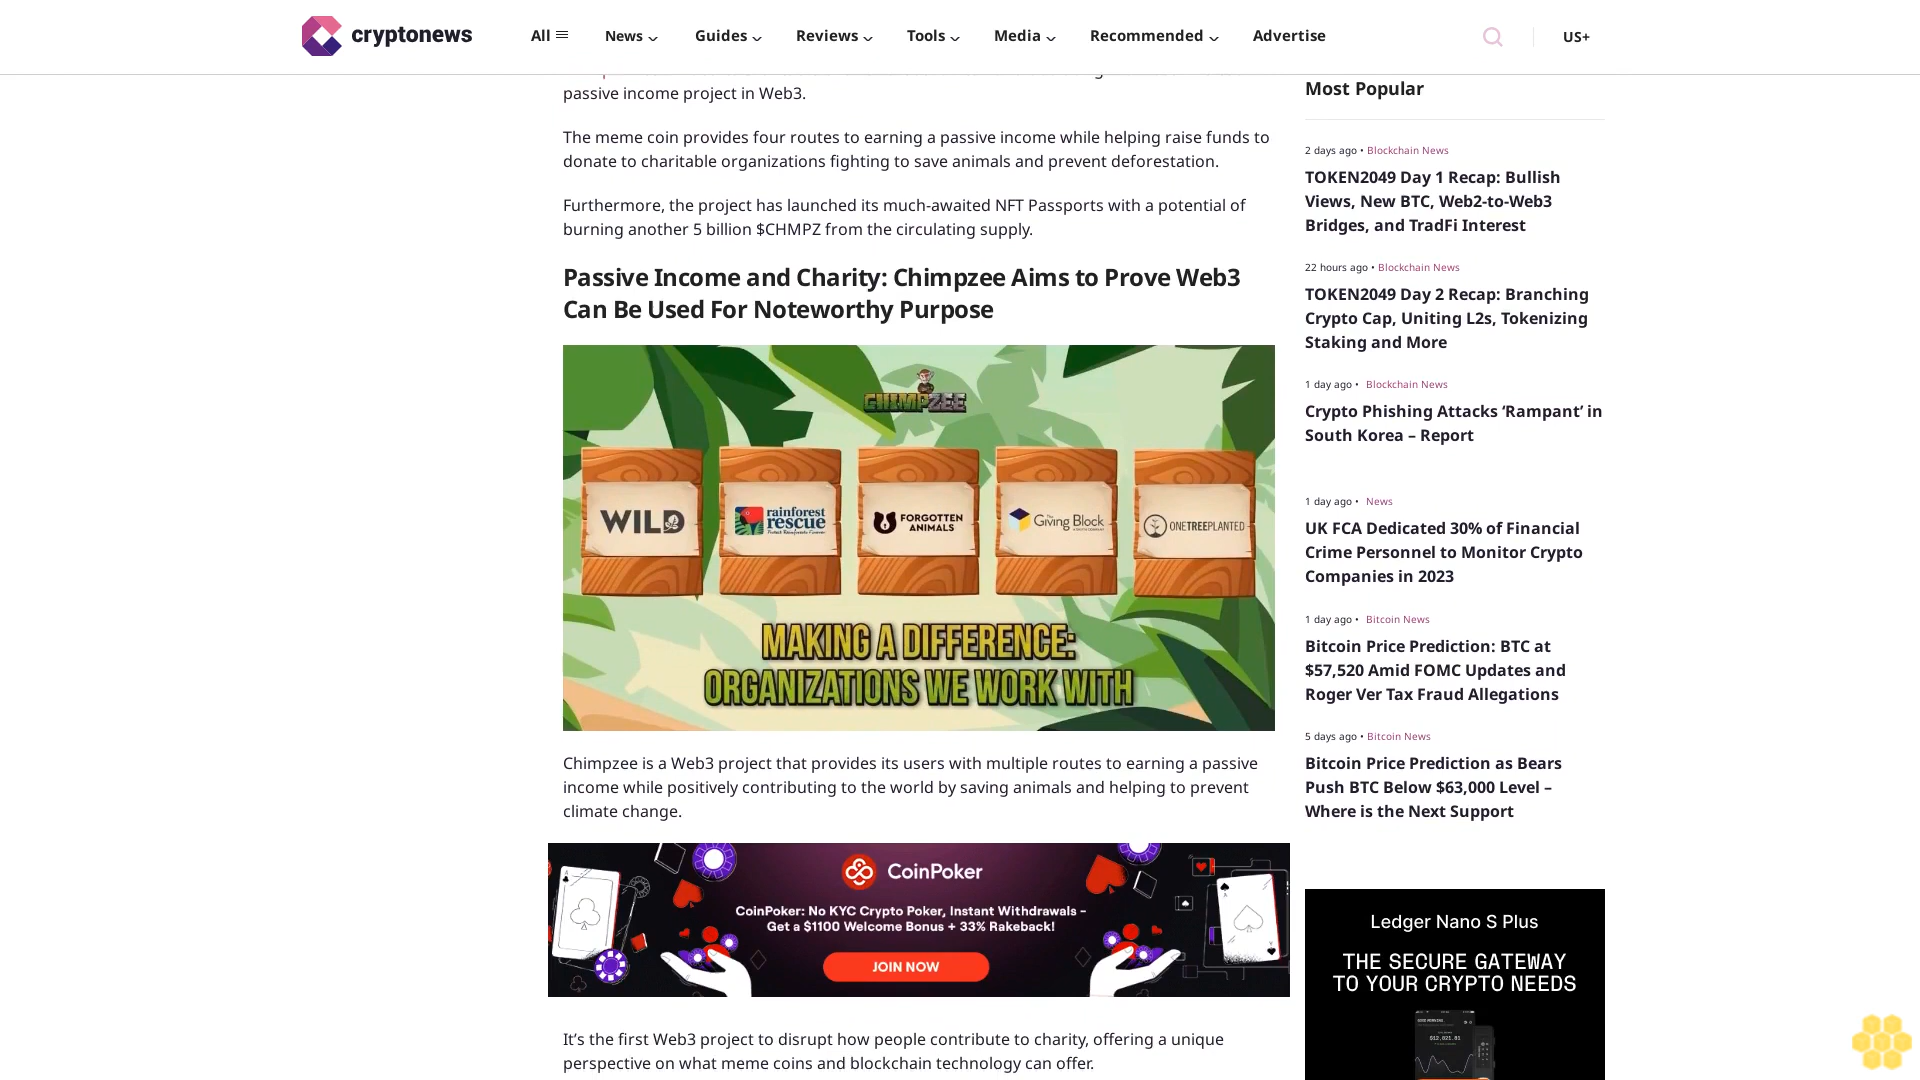 cryptonews
All
News
Guides
Reviews
Tools
Media
Recommended
Advertise
US+
passive income project in Web3.
The meme coin provides four routes to earning a passive income while helping raise funds to
donate to charitable organizations fighting to save animals and prevent deforestation.
Furthermore, the project has launched its much-awaited NFT Passports with a potential of
burning another 5 billion $CHMPZ from the circulating supply.
Passive Income and Charity: Chimpzee Aims to Prove Web3
Can Be Used For Noteworthy Purpose
CHIMPZEE
WILD
rainforest
rescue
Protect Rainforests Forever
FORGOTTEN
ANIMALS
The
Giving Block
ONETREEPLANTED
MAKING A DIFFERENCE:
ORGANIZATIONS WE WORK WITH
Chimpzee is a Web3 project that provides its users with multiple routes to earning a passive
income while positively contributing to the world by saving animals and helping to prevent
climate change.
CoinPoker
CoinPoker: No KYC Crypto Poker, Instant Withdrawals –
Get a $1100 Welcome Bonus + 33% Rakeback!
JOIN NOW
It’s the first Web3 project to disrupt how people contribute to charity, offering a unique
perspective on what meme coins and blockchain technology can offer.
Most Popular
2 days ago • Blockchain News
TOKEN2049 Day 1 Recap: Bullish
Views, New BTC, Web2-to-Web3
Bridges, and TradFi Interest
22 hours ago • Blockchain News
TOKEN2049 Day 2 Recap: Branching
Crypto Cap, Uniting L2s, Tokenizing
Staking and More
1 day ago • Blockchain News
Crypto Phishing Attacks ‘Rampant’ in
South Korea – Report
1 day ago • News
UK FCA Dedicated 30% of Financial
Crime Personnel to Monitor Crypto
Companies in 2023
1 day ago • Bitcoin News
Bitcoin Price Prediction: BTC at
$57,520 Amid FOMC Updates and
Roger Ver Tax Fraud Allegations
5 days ago • Bitcoin News
Bitcoin Price Prediction as Bears
Push BTC Below $63,000 Level –
Where is the Next Support
Ledger Nano S Plus
THE SECURE GATEWAY
TO YOUR CRYPTO NEEDS
$12,021.81